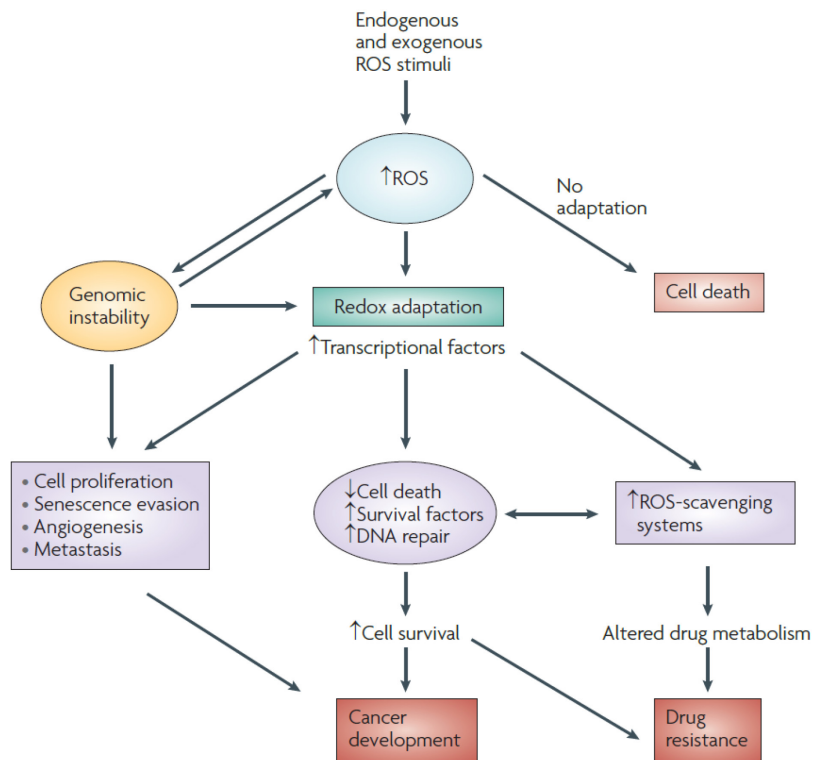 Endogenous
and exogenous
ROS stimuli
↑ROS
No
adaptation
Genomic
instability
Redox adaptation
Cell death
↑Transcriptional factors
• Cell proliferation
• Senescence evasion
• Angiogenesis
• Metastasis
↓Cell death
↑Survival factors
↑DNA repair
↑ROS-scavenging
systems
↑Cell survival
Altered drug metabolism
Cancer
development
Drug
resistance